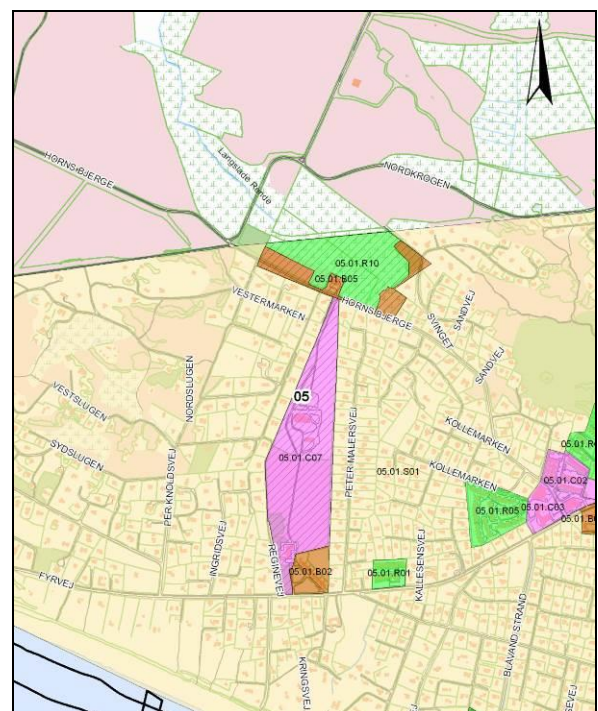 HORNS BJERGE
Langslade Rende
NORDKROGEN
05.01.R10
05.01.B05
VESTERMARKEN
HORNS BJERGE
SVINGET
SANDVEJ
SANDVEJ
NORDSLUGEN
VESTSLUGEN
SYDSLUGEN
PER KNOLDSVEJ
05
05.01.C07
PETER MALERSVEJ
05.01.S01
KOLLEMARKEN
KOLLEMARKEN
05.01.C02
05.01.C03
05.01.R05
INGRIDSVEJ
REGINEVEJ
05.01.B02
05.01.R01
KALLESENSVEJ
FYRVEJ
KRINGSVEJ
BLÅVAND STRAND